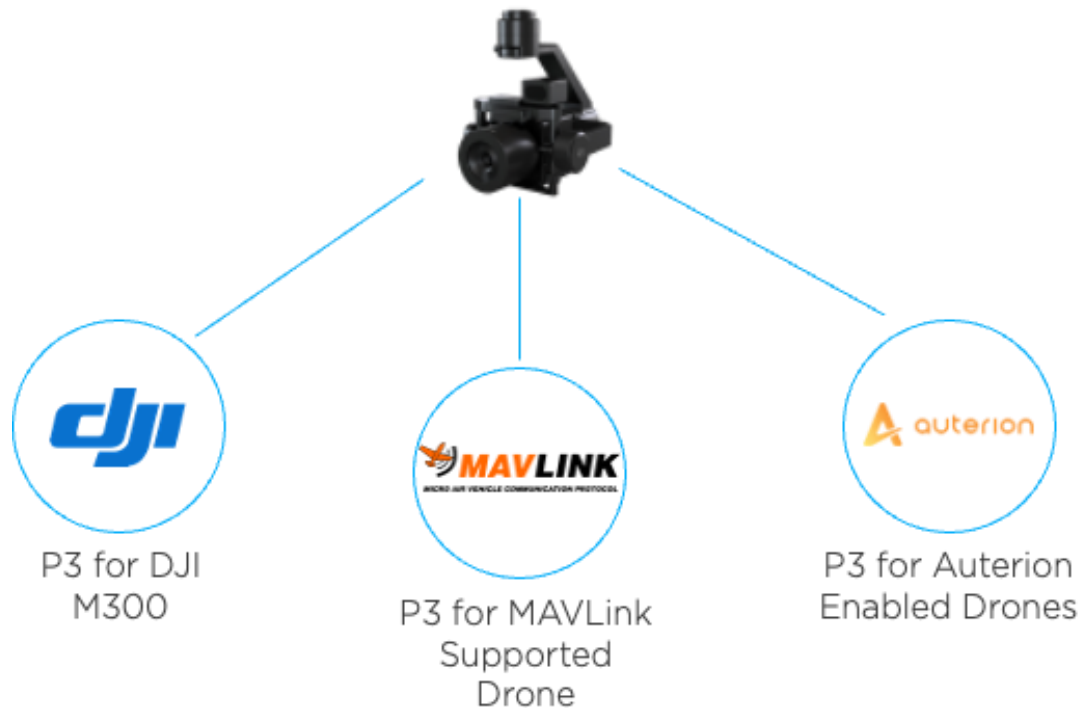 dji
MAVLINK
MICRO AIR VEHICLE COMMUNICATION PROTOCOL
auterion
P3 for DJI
M300
P3 for MAVLink
Supported
Drone
P3 for Auterion
Enabled Drones